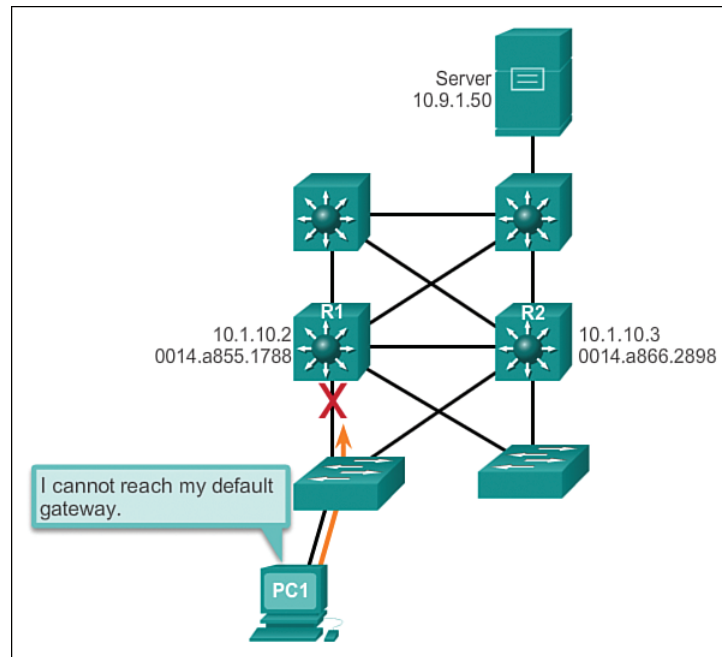 Server
10.9.1.50
R1
R2
10.1.10.2
0014.a855.1788
10.1.10.3
0014.a866.2898
X
I cannot reach my default
gateway.
PC1